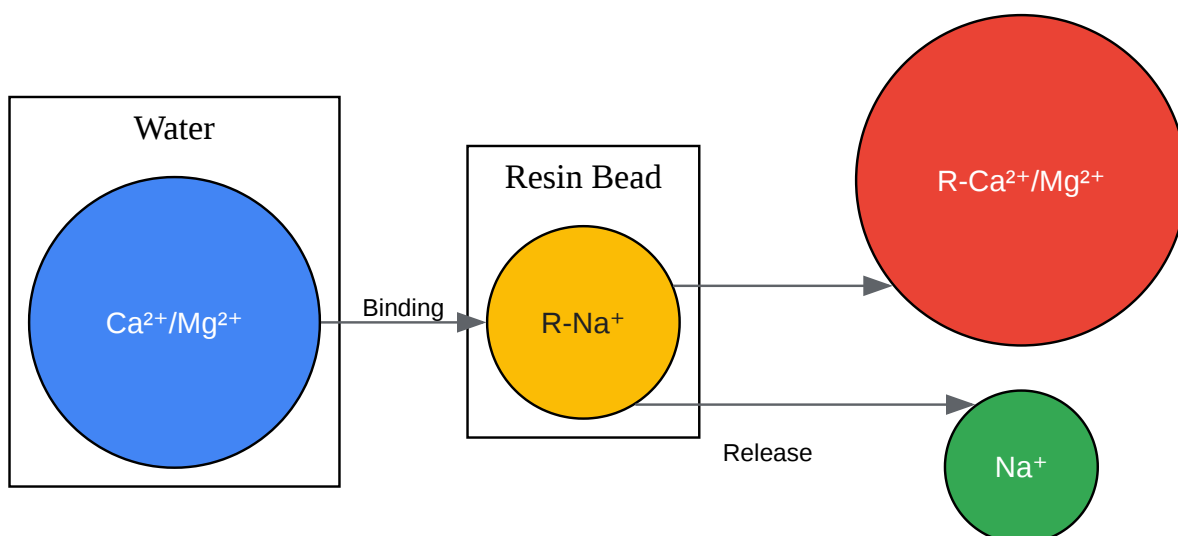 Water
Ca²⁺/Mg²⁺
Binding
Resin Bead
R-Na⁺
R-Ca²⁺/Mg²⁺
Release
Na⁺